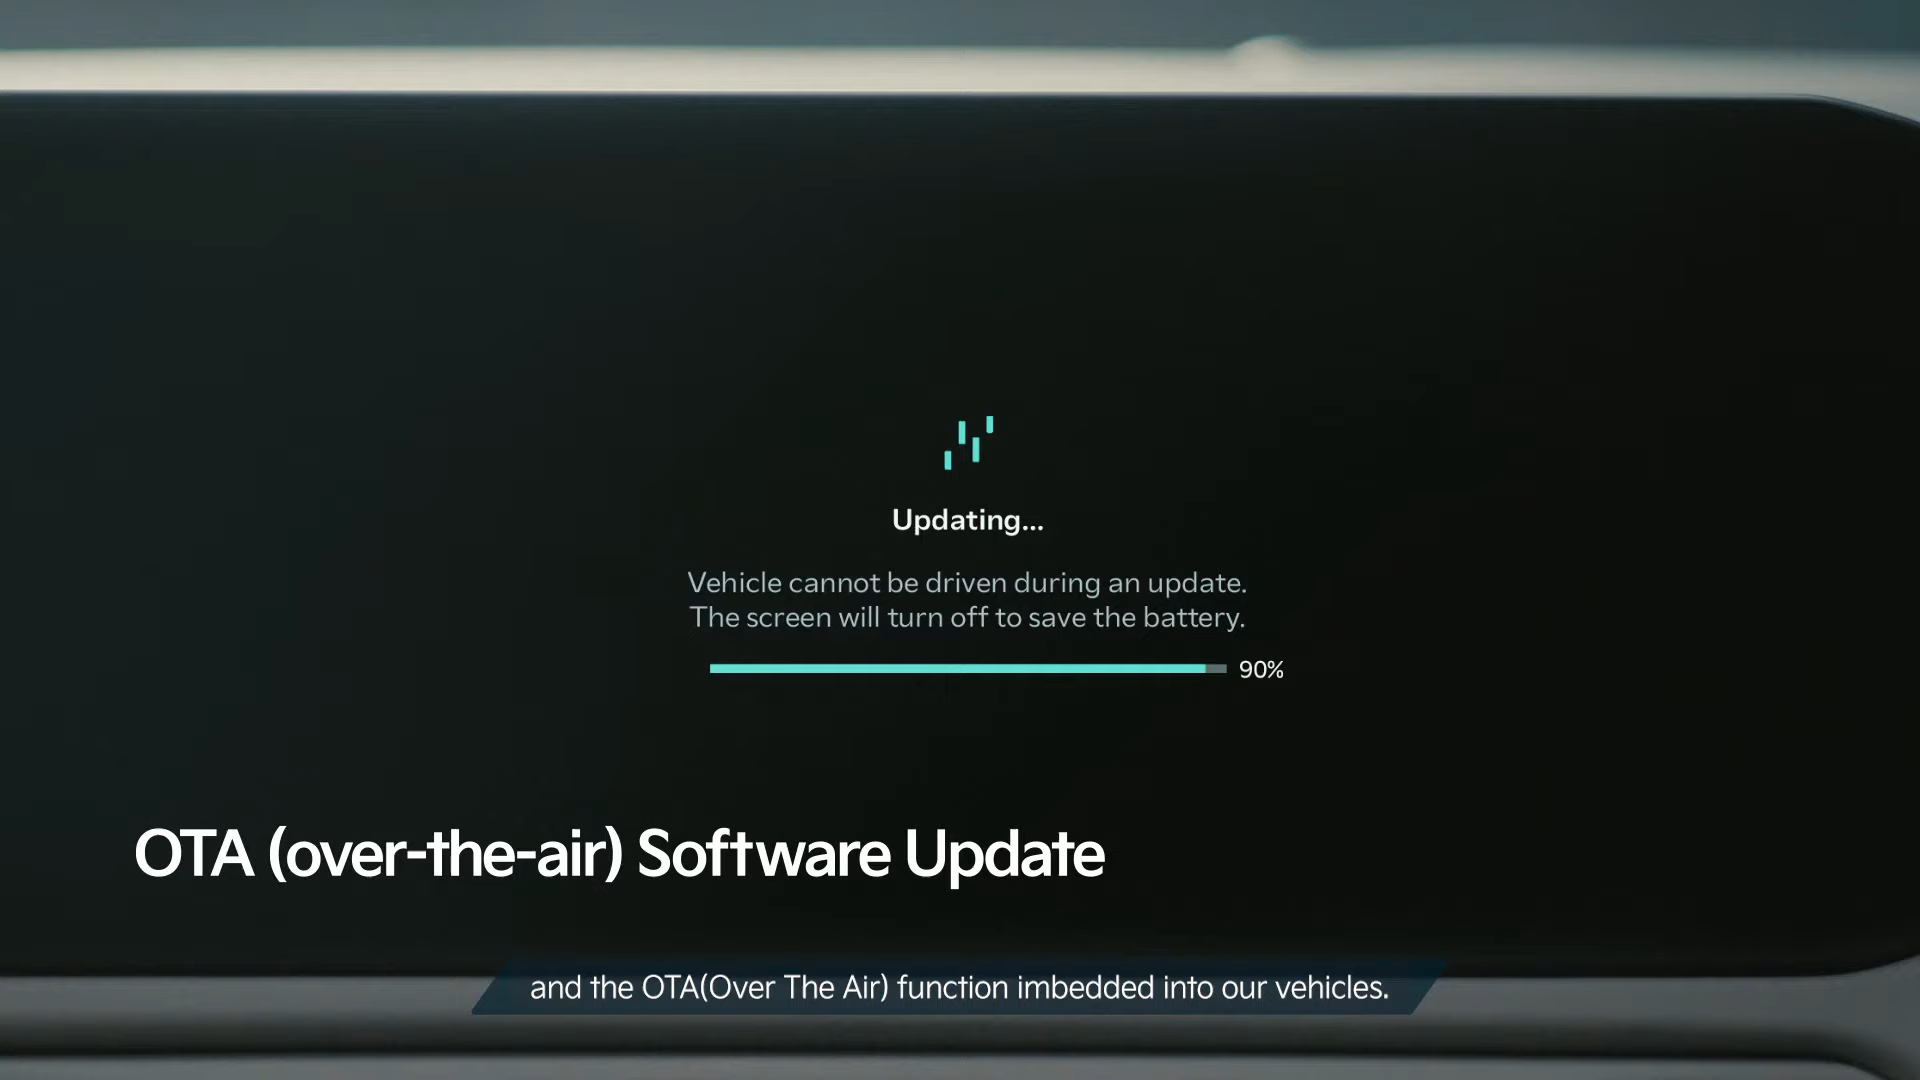 Updating...
Vehicle cannot be driven during an update.
The screen will turn off to save the battery.
90%
OTA (over-the-air) Software Update
and the OTA(Over The Air) function imbedded into our vehicles.